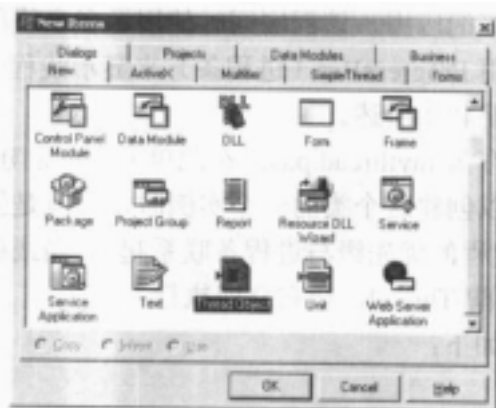 New Items
Dialogs Projects Data Modules Business
New ActiveX Multitier SimpleThread Forms
Control Panel Module
Data Module
DLL
Form
Frame
Package
Project Group
Report
Resource DLL Wizard
Service
Service Application
Text
Thread Object
Unit
Web Server Application
Copy Inherit Use
OK Cancel Help